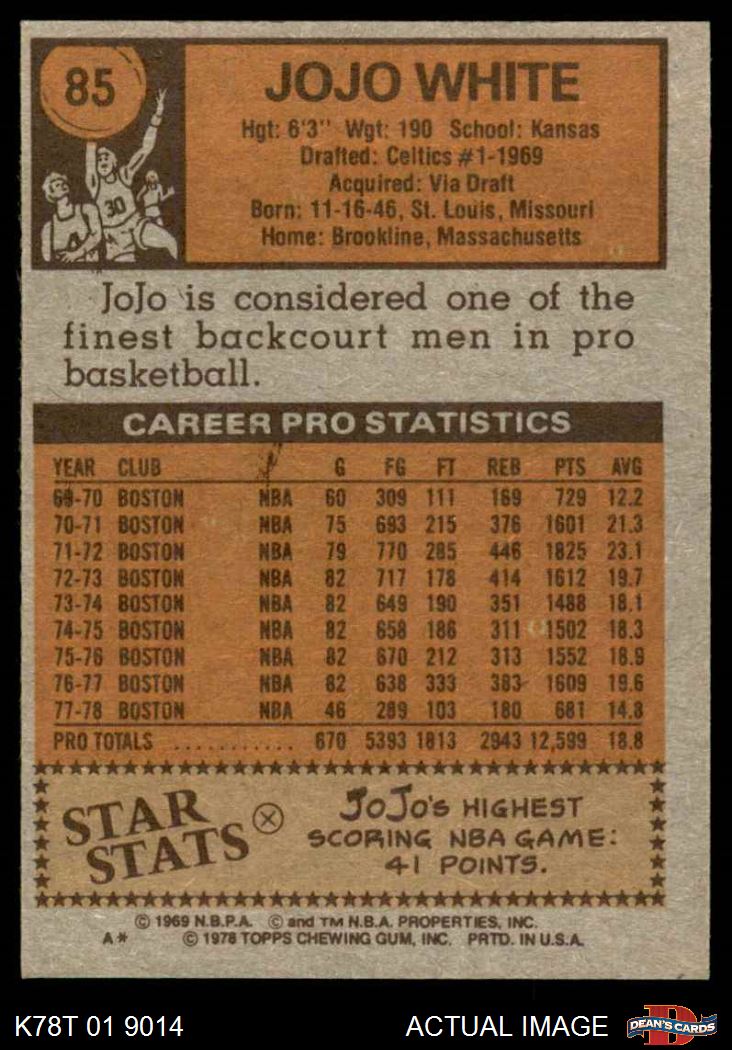 85
30
JOJO WHITE
Hgt: 6'3" Wgt: 190 School: Kansas
Drafted: Celtics #1-1969
Acquired: Via Draft
Born: 11-16-46, St. Louis, Missouri
Home: Brookline, Massachusetts
JoJo is considered one of the
finest backcourt men in pro
basketball.
CAREER PRO STATISTICS
YEAR CLUB G FG FT REB PTS AVG
69-70 BOSTON NBA 60 309 111 169 729 12.2
70-71 BOSTON NBA 75 693 215 376 1601 21.3
71-72 BOSTON NBA 79 770 285 446 1825 23.1
72-73 BOSTON NBA 82 717 178 414 1612 19.7
73-74 BOSTON NBA 82 649 190 351 1488 18.1
74-75 BOSTON NBA 82 658 186 311 1502 18.3
75-76 BOSTON NBA 82 670 212 313 1552 18.9
76-77 BOSTON NBA 82 638 333 383 1609 19.6
77-78 BOSTON NBA 46 289 103 180 681 14.8
PRO TOTALS ........... 670 5393 1813 2943 12,599 18.8
STAR
STATS
JoJo's HIGHEST
SCORING NBA GAME:
41 POINTS.
© 1969 N.B.P.A. © and TM N.B.A. PROPERTIES, INC.
A* © 1978 TOPPS CHEWING GUM, INC. PRTD. IN U.S.A.
K78T 01 9014 ACTUAL IMAGE
D
DEAN'S CARDS